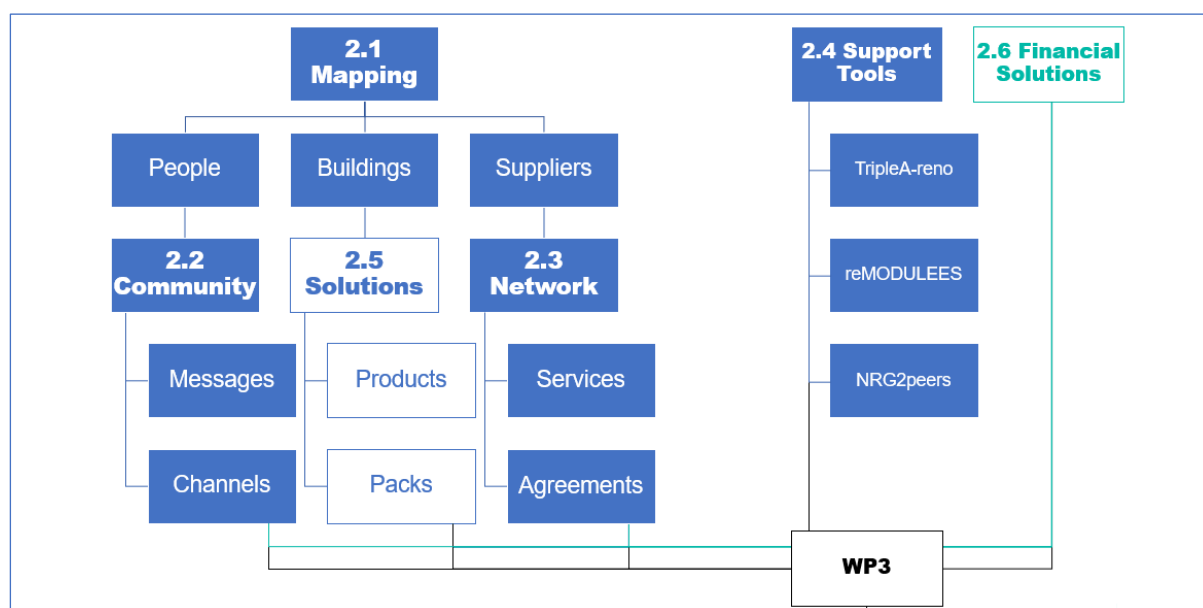 2.1
Mapping
2.4 Support
Tools
2.6 Financial
Solutions
People
Buildings
Suppliers
TripleA-reno
2.2
Community
2.5
Solutions
2.3
Network
reMODULEES
Messages
Products
Services
NRG2peers
Channels
Packs
Agreements
WP3